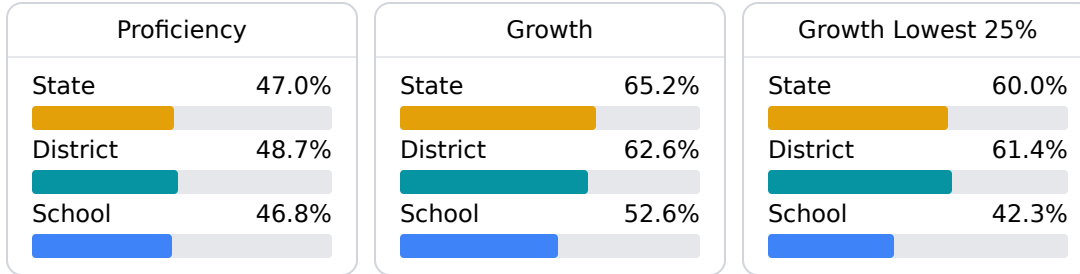 Proficiency
State 47.0%
District 48.7%
School 46.8%
Growth
State 65.2%
District 62.6%
School 52.6%
Growth Lowest 25%
State 60.0%
District 61.4%
School 42.3%